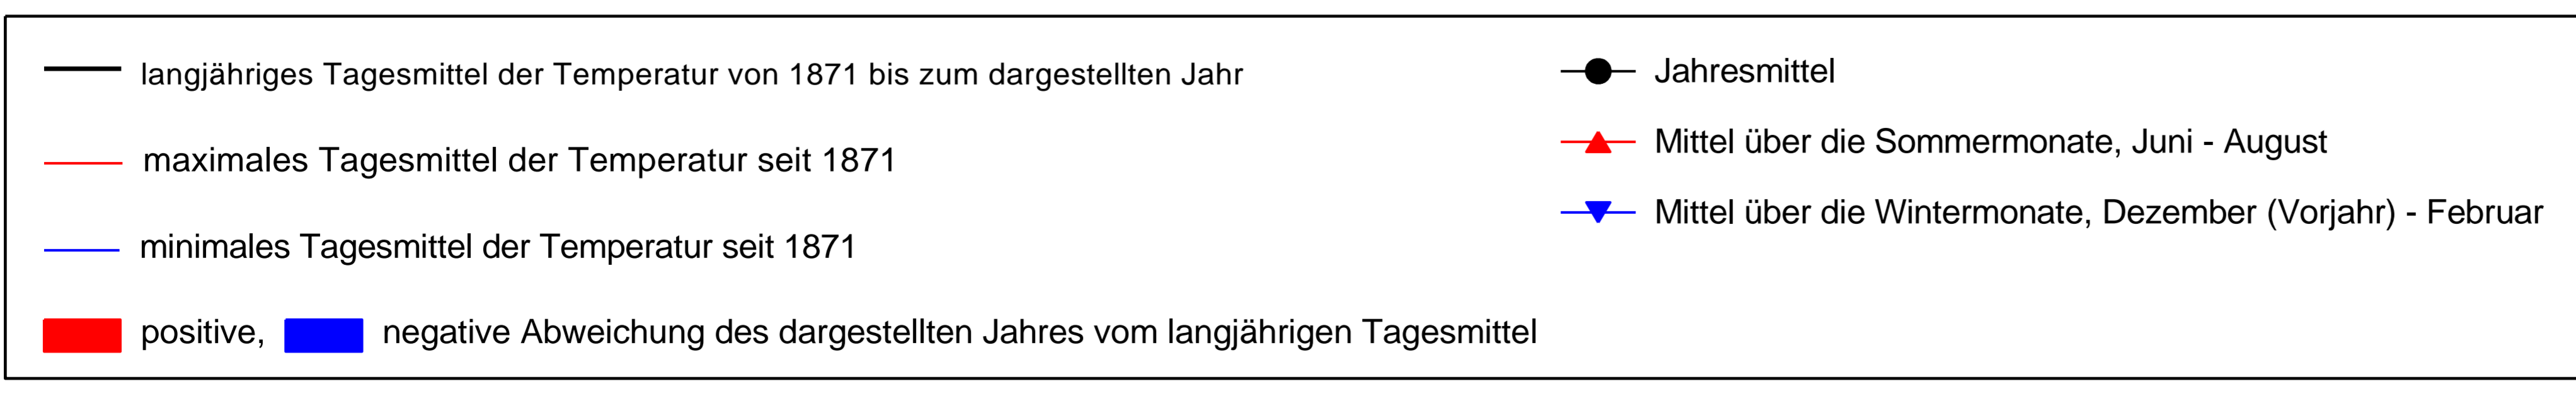 langjähriges Tagesmittel der Temperatur von 1871 bis zum dargestellten Jahr
maximales Tagesmittel der Temperatur seit 1871
minimales Tagesmittel der Temperatur seit 1871
positive, negative Abweichung des dargestellten Jahres vom langjährigen Tagesmittel
Jahresmittel
Mittel über die Sommermonate, Juni - August
Mittel über die Wintermonate, Dezember (Vorjahr) - Februar